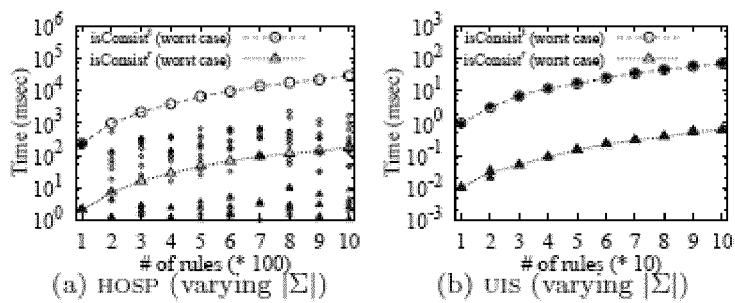 10^6
10^5
10^4
10^3
10^2
10^1
10^0
Time (msec)
isConsist^t (worst case)
isConsist^r (worst case)
1 2 3 4 5 6 7 8 9 10
# of rules (* 100)
(a) HOSP (varying |Σ|)
10^3
10^2
10^1
10^0
10^-1
10^-2
10^-3
Time (msec)
isConsist^t (worst case)
isConsist^r (worst case)
1 2 3 4 5 6 7 8 9 10
# of rules (* 10)
(b) UIS (varying |Σ|)